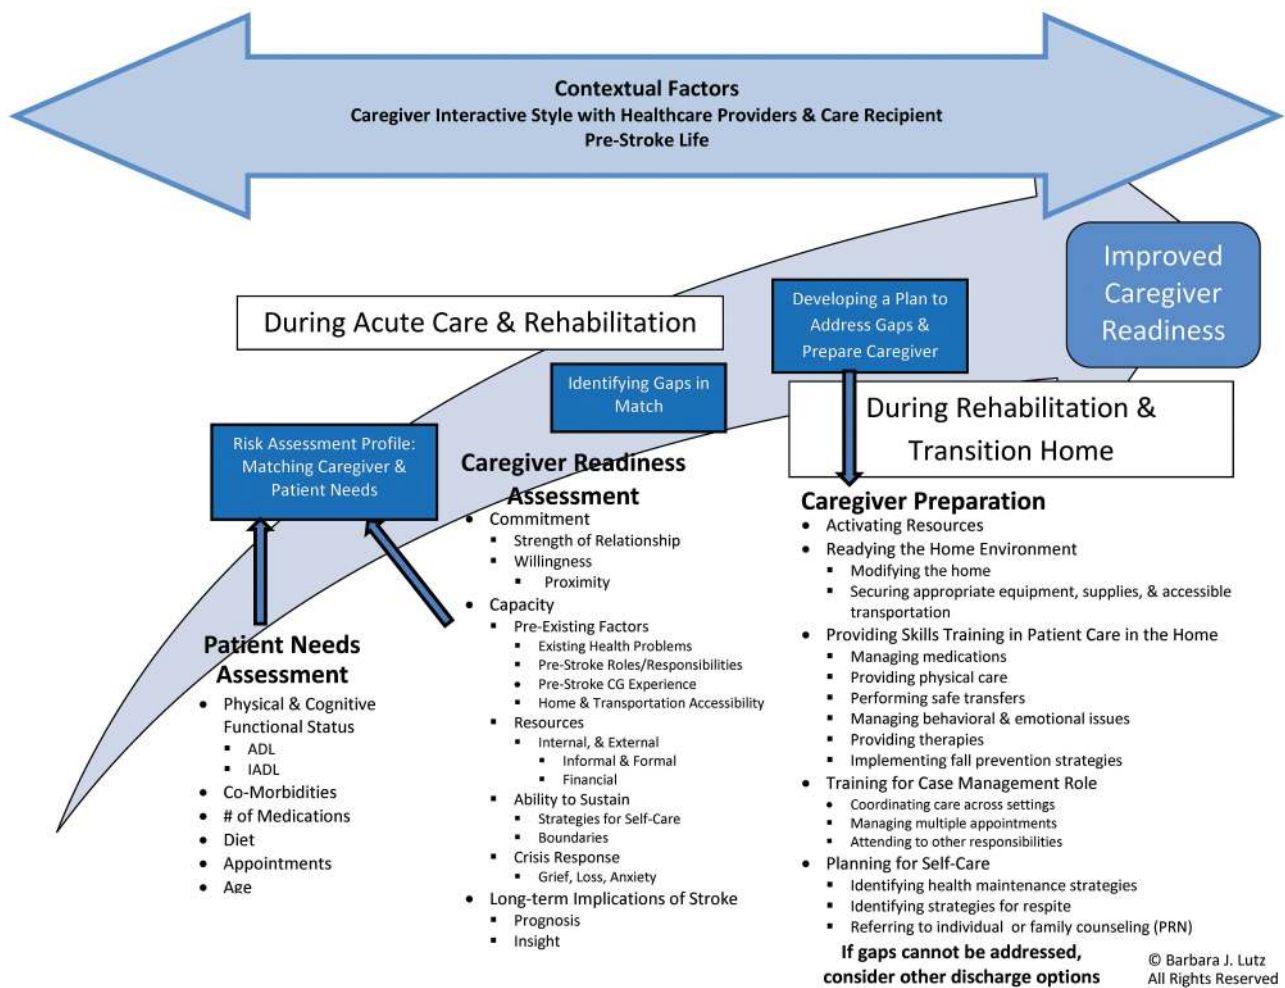 Contextual Factors
Caregiver Interactive Style with Healthcare Providers & Care Recipient
Pre-Stroke Life
During Acute Care & Rehabilitation
Risk Assessment Profile:
Matching Caregiver &
Patient Needs
Identifying Gaps in
Match
Developing a Plan to
Address Gaps &
Prepare Caregiver
Improved
Caregiver
Readiness
During Rehabilitation &
Transition Home
Patient Needs
Assessment
• Physical & Cognitive
Functional Status
▪ ADL
▪ IADL
• Co-Morbidities
• # of Medications
• Diet
• Appointments
• Age
Caregiver Readiness
Assessment
• Commitment
▪ Strength of Relationship
▪ Willingness
▪ Proximity
• Capacity
▪ Pre-Existing Factors
▪ Existing Health Problems
▪ Pre-Stroke Roles/Responsibilities
• Pre-Stroke CG Experience
▪ Home & Transportation Accessibility
▪ Resources
▪ Internal, & External
▪ Informal & Formal
▪ Financial
▪ Ability to Sustain
▪ Strategies for Self-Care
▪ Boundaries
▪ Crisis Response
▪ Grief, Loss, Anxiety
• Long-term Implications of Stroke
▪ Prognosis
▪ Insight
Caregiver Preparation
• Activating Resources
• Readying the Home Environment
▪ Modifying the home
▪ Securing appropriate equipment, supplies, & accessible
transportation
• Providing Skills Training in Patient Care in the Home
▪ Managing medications
▪ Providing physical care
▪ Performing safe transfers
▪ Managing behavioral & emotional issues
▪ Providing therapies
▪ Implementing fall prevention strategies
• Training for Case Management Role
• Coordinating care across settings
▪ Managing multiple appointments
▪ Attending to other responsibilities
• Planning for Self-Care
▪ Identifying health maintenance strategies
▪ Identifying strategies for respite
▪ Referring to individual or family counseling (PRN)
If gaps cannot be addressed,
consider other discharge options
© Barbara J. Lutz
All Rights Reserved